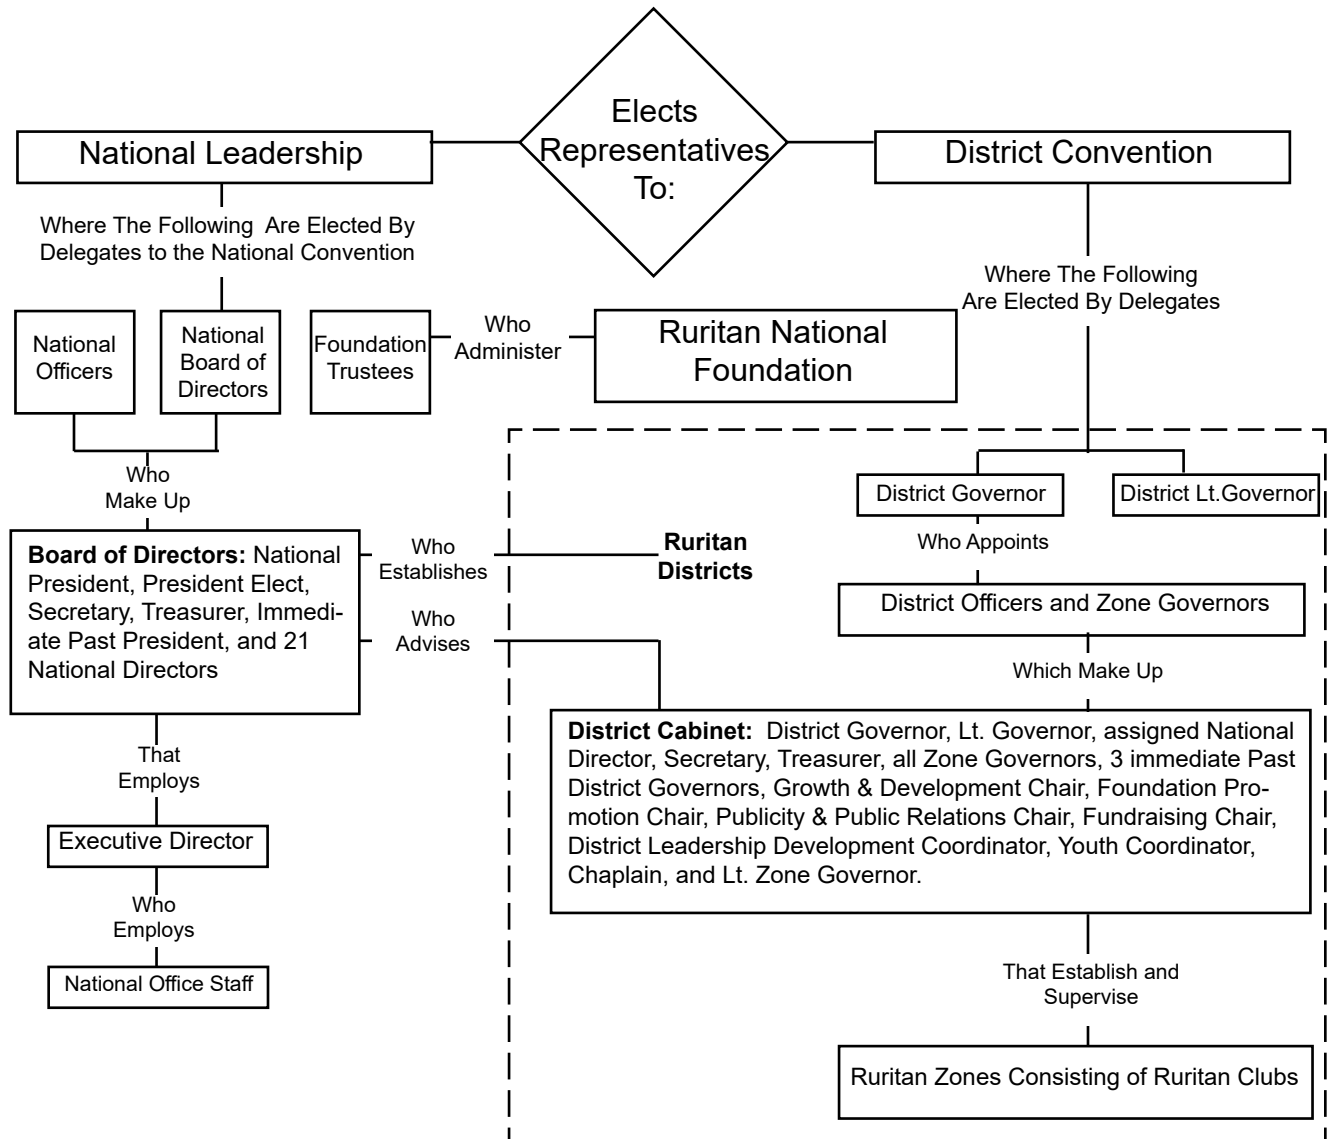 Elects
Representatives
To:
National Leadership
District Convention
Where The Following  Are Elected By
Delegates to the National Convention
Where The Following
Are Elected By Delegates
National
Officers
National
Board of
Directors
Foundation
Trustees
Who
Administer
Ruritan National
Foundation
Who
Make Up
District Governor
District Lt.Governor
Who Appoints
Board of Directors: National
President, President Elect,
Secretary, Treasurer, Immedi-
ate Past President, and 21
National Directors
Who
Establishes
Ruritan
Districts
Who
Advises
District Officers and Zone Governors
Which Make Up
District Cabinet:  District Governor, Lt. Governor, assigned National
Director, Secretary, Treasurer, all Zone Governors, 3 immediate Past
District Governors, Growth & Development Chair, Foundation Pro-
motion Chair, Publicity & Public Relations Chair, Fundraising Chair,
District Leadership Development Coordinator, Youth Coordinator,
Chaplain, and Lt. Zone Governor.
That
Employs
Executive Director
Who
Employs
National Office Staff
That Establish and
Supervise
Ruritan Zones Consisting of Ruritan Clubs